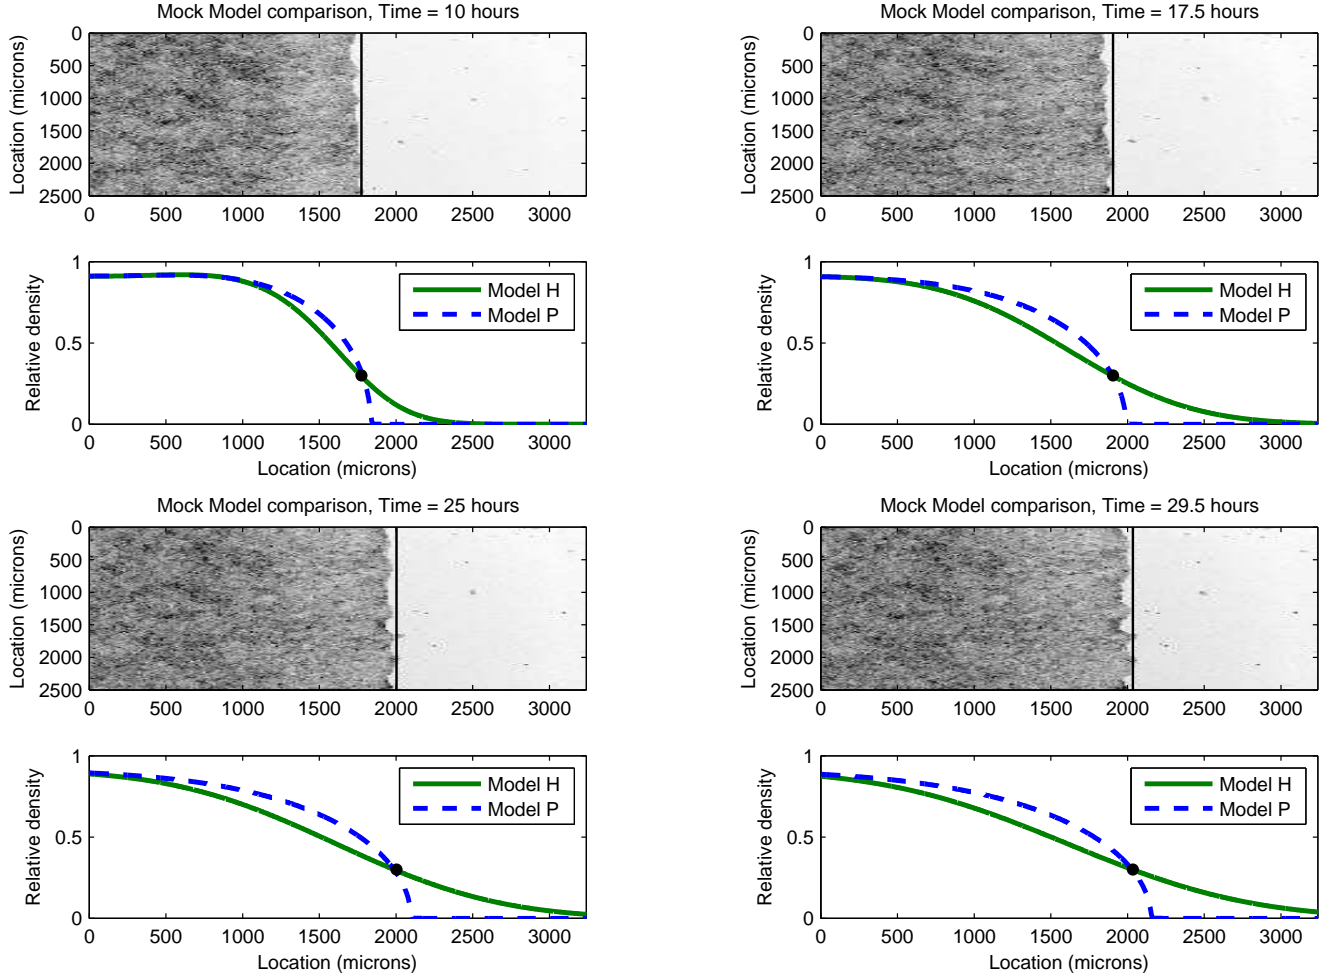 Mock Model comparison, Time = 10 hours
Location (microns)
0
500
1000
1500
2000
2500
0 500 1000 1500 2000 2500 3000
Relative density
1
0.5
0
Model H
Model P
0 500 1000 1500 2000 2500 3000
Location (microns)
Mock Model comparison, Time = 17.5 hours
Location (microns)
0
500
1000
1500
2000
2500
0 500 1000 1500 2000 2500 3000
Relative density
1
0.5
0
Model H
Model P
0 500 1000 1500 2000 2500 3000
Location (microns)
Mock Model comparison, Time = 25 hours
Location (microns)
0
500
1000
1500
2000
2500
0 500 1000 1500 2000 2500 3000
Relative density
1
0.5
0
Model H
Model P
0 500 1000 1500 2000 2500 3000
Location (microns)
Mock Model comparison, Time = 29.5 hours
Location (microns)
0
500
1000
1500
2000
2500
0 500 1000 1500 2000 2500 3000
Relative density
1
0.5
0
Model H
Model P
0 500 1000 1500 2000 2500 3000
Location (microns)